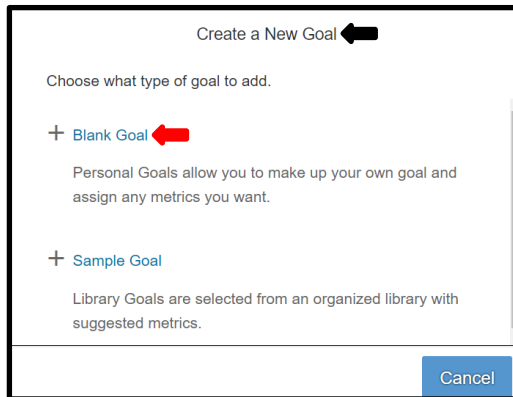 Create a New Goal
Choose what type of goal to add.
+ Blank Goal
Personal Goals allow you to make up your own goal and
assign any metrics you want.
+ Sample Goal
Library Goals are selected from an organized library with
suggested metrics.
Cancel